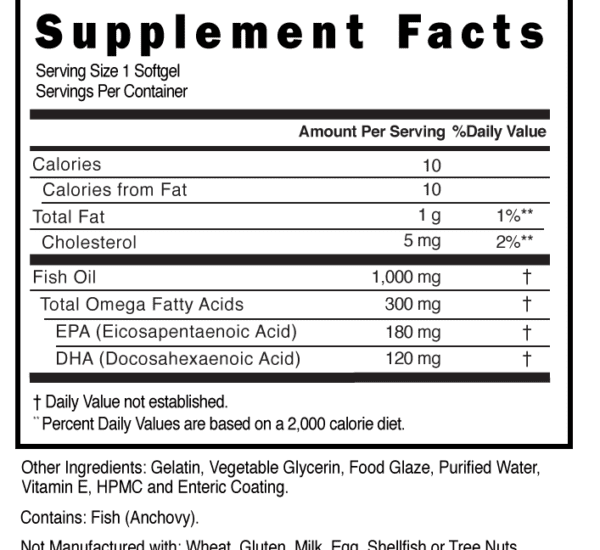 Supplement Facts
Serving Size 1 Softgel
Servings Per Container
Amount Per Serving %Daily Value
Calories 10
Calories from Fat 10
Total Fat 1 g 1%**
Cholesterol 5 mg 2%**
Fish Oil 1,000 mg †
Total Omega Fatty Acids 300 mg †
EPA (Eicosapentaenoic Acid) 180 mg †
DHA (Docosahexaenoic Acid) 120 mg †
† Daily Value not established.
** Percent Daily Values are based on a 2,000 calorie diet.
Other Ingredients: Gelatin, Vegetable Glycerin, Food Glaze, Purified Water,
Vitamin E, HPMC and Enteric Coating.
Contains: Fish (Anchovy).
Not Manufactured with: Wheat, Gluten, Milk, Egg, Shellfish or Tree Nuts